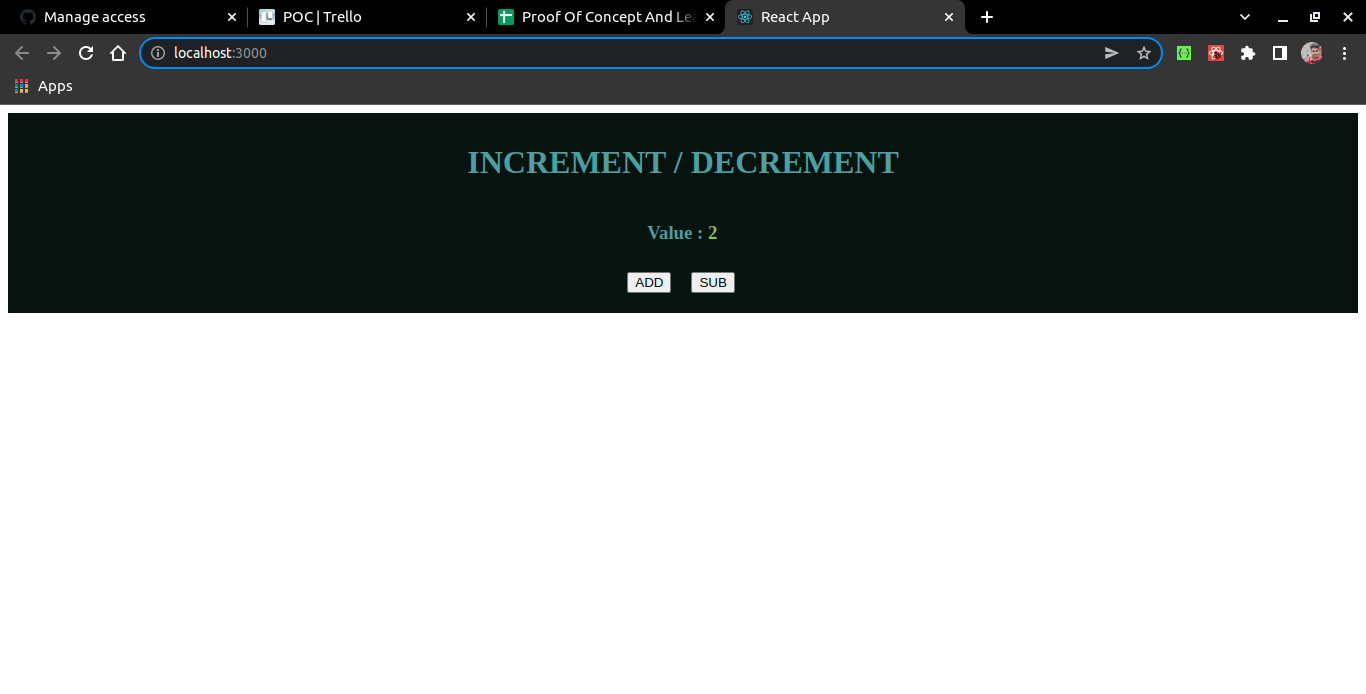 Manage access
POC | Trello
Proof Of Concept And Lea
React App
localhost:3000
Apps
INCREMENT / DECREMENT
Value : 2
ADD SUB